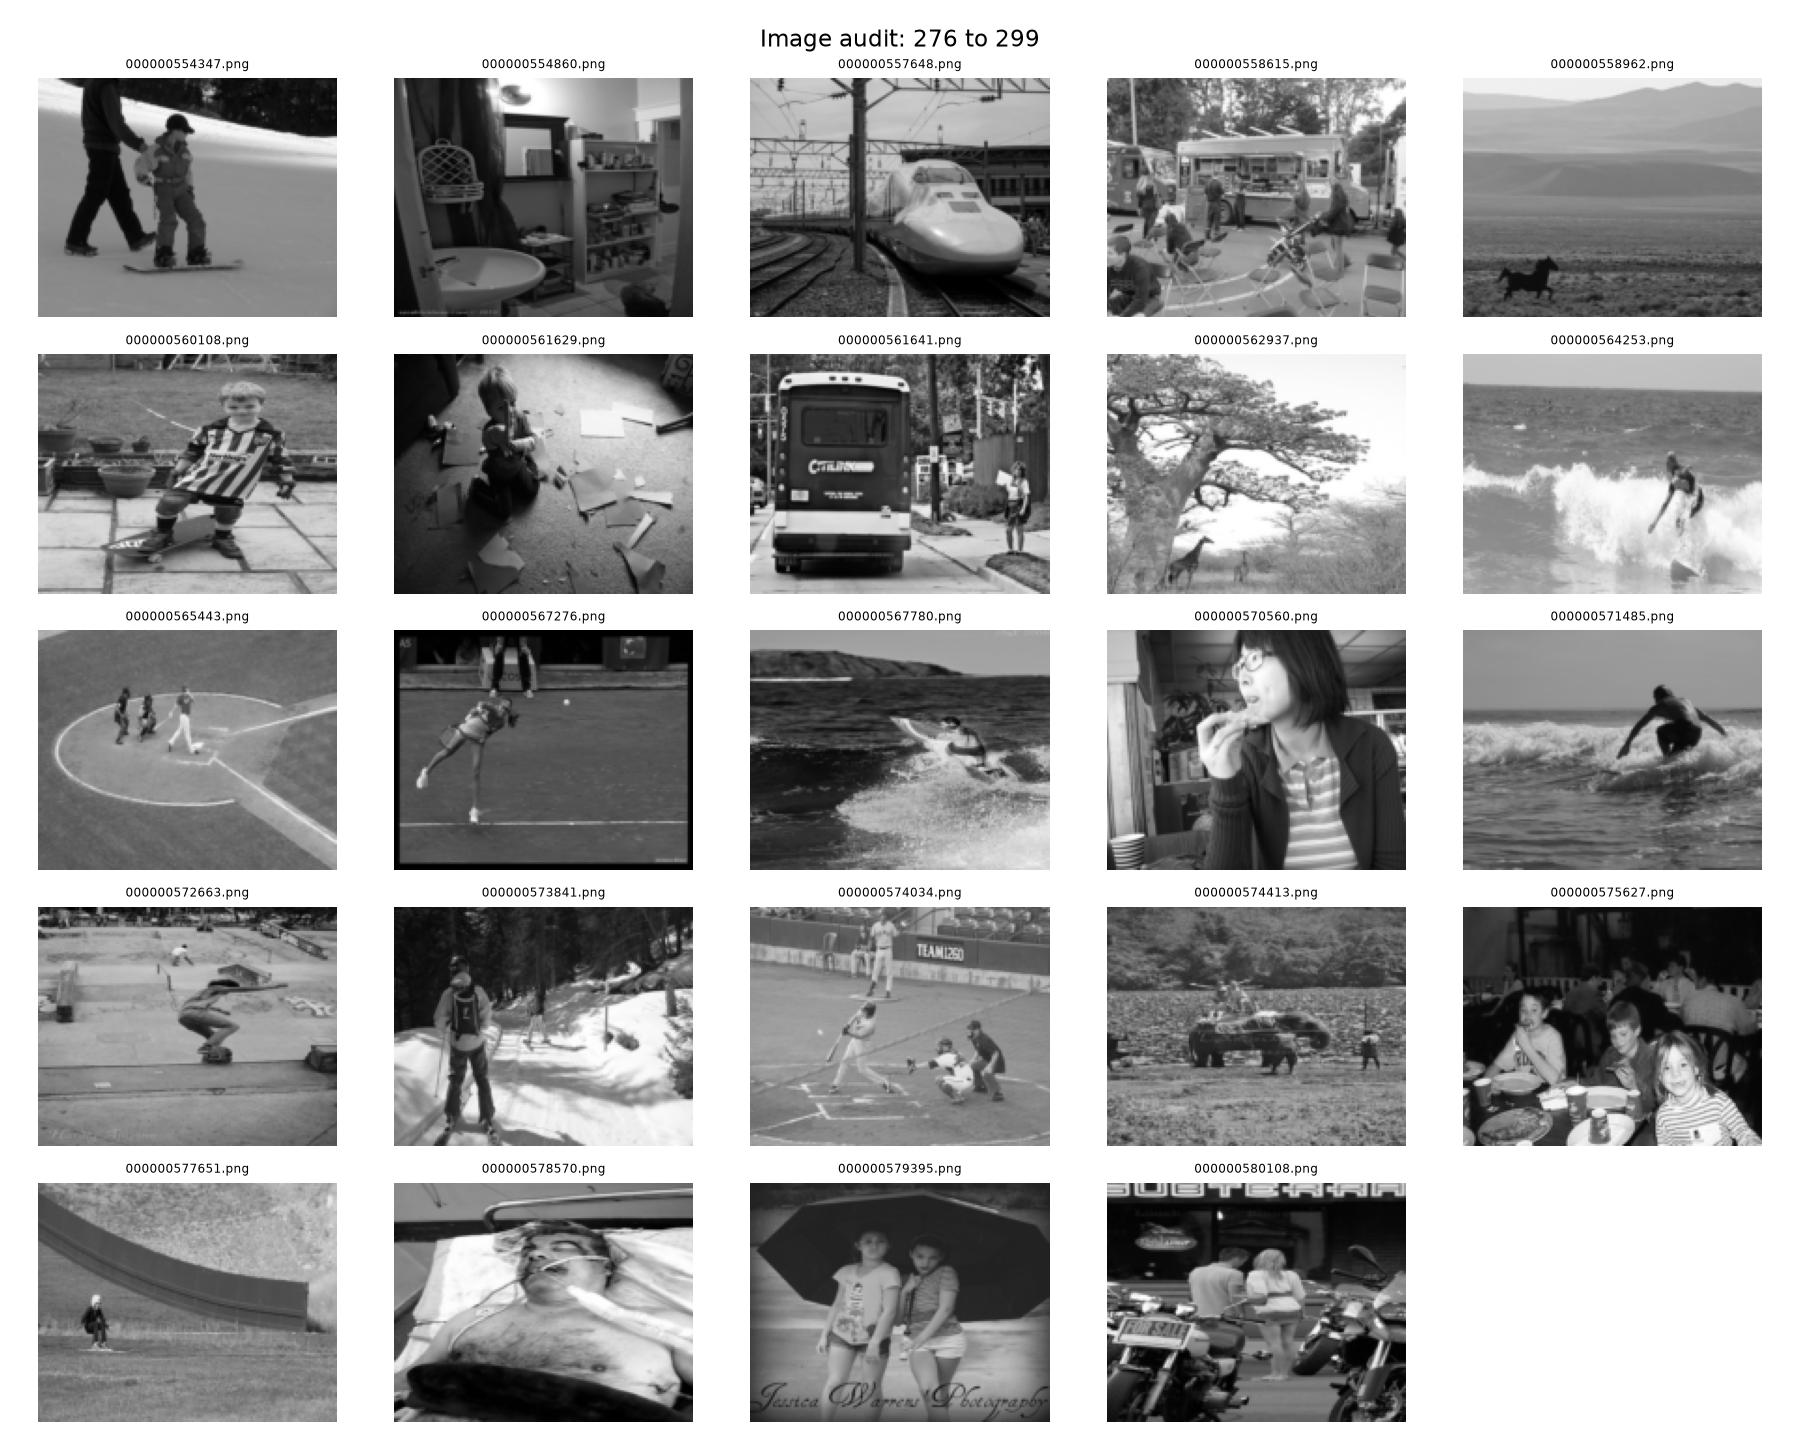 Image audit: 276 to 299
000000554347.png
000000554860.png
000000557648.png
000000558615.png
000000558962.png
000000560108.png
000000561629.png
000000561641.png
000000562937.png
000000564253.png
000000565443.png
000000567276.png
000000567780.png
000000570560.png
000000571485.png
000000572663.png
000000573841.png
000000574034.png
TEAM1260
000000574413.png
000000575627.png
000000577651.png
000000578570.png
000000579395.png
Jessica Warrens' Photography
000000580108.png
SUBTERRA
FOR SALE